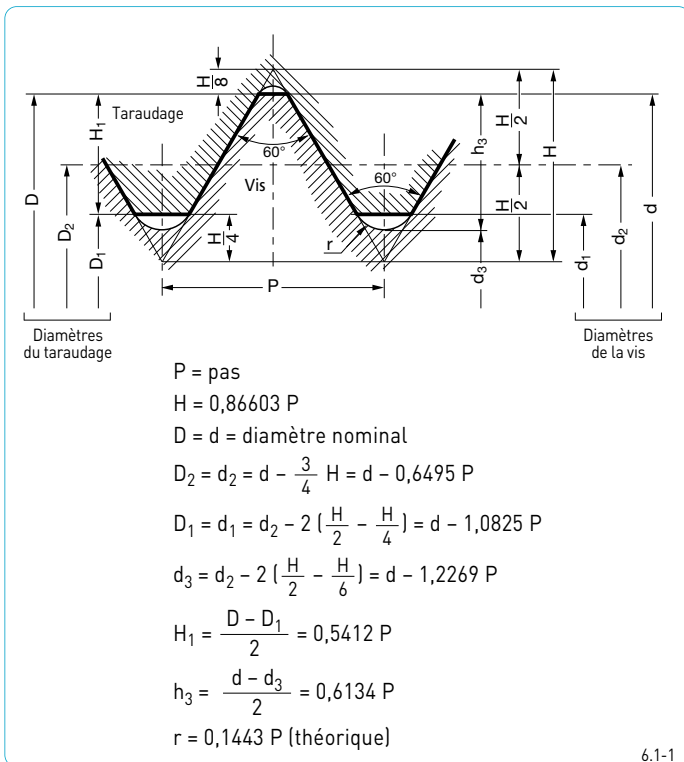 H/8
Taraudage
H₁
60°
Vis
60°
h₃
H/2
H
H/2
D
D₂
D₁
H/4
r
P
d₃
d₁
d₂
d
Diamètres
du taraudage
Diamètres
de la vis
P = pas
H = 0,86603 P
D = d = diamètre nominal
D₂ = d₂ = d – 3/4 H = d – 0,6495 P
D₁ = d₁ = d₂ – 2 (H/2 – H/4) = d – 1,0825 P
d₃ = d₂ – 2 (H/2 – H/6) = d – 1,2269 P
H₁ = (D – D₁)/2 = 0,5412 P
h₃ = (d – d₃)/2 = 0,6134 P
r = 0,1443 P (théorique)
6.1-1